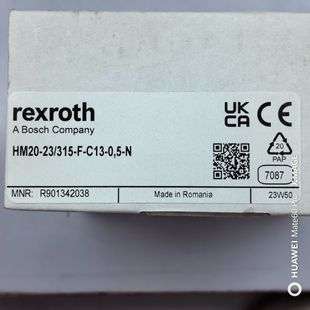 rexroth
A Bosch Company
HM20-23/315-F-C13-0,5-N
UK
CA
CE
20
PAP
7087
MNR: R901342038
Made in Romania
23W50
HUAWEI Mate60